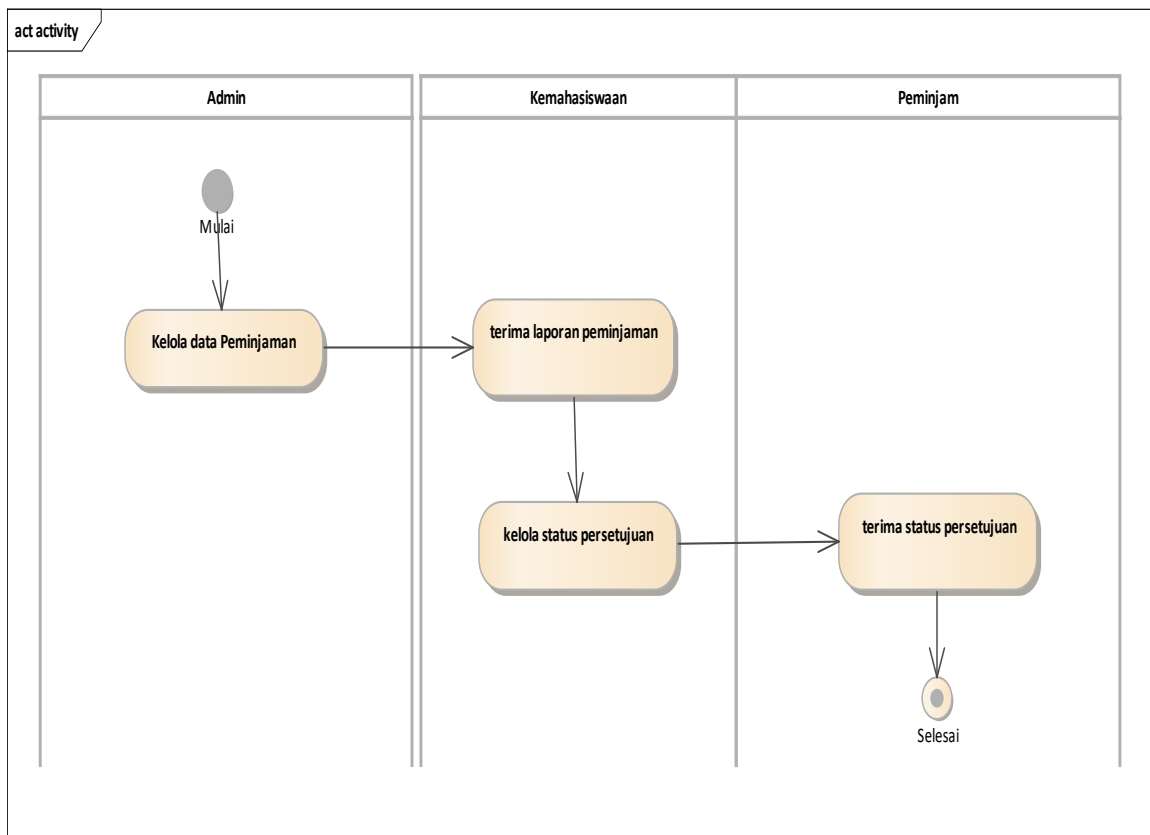 act activity
Admin
Kemahasiswaan
Peminjam
Mulai
Kelola data Peminjaman
terima laporan peminjaman
kelola status persetujuan
terima status persetujuan
Selesai